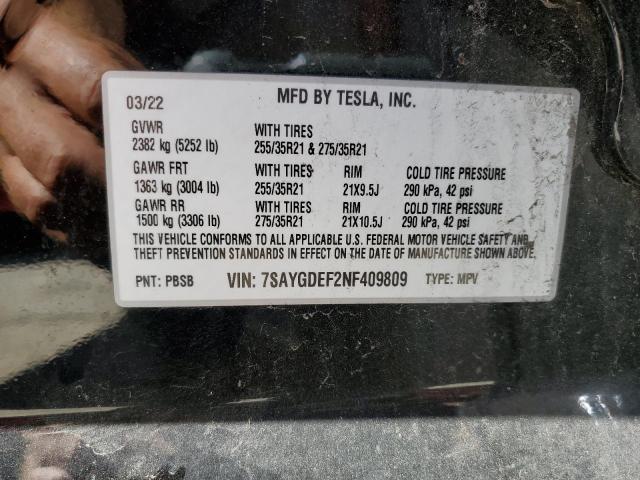 03/22 MFD BY TESLA, INC.
GVWR WITH TIRES
2382 kg (5252 lb) 255/35R21 & 275/35R21
GAWR FRT WITH TIRES RIM COLD TIRE PRESSURE
1363 kg (3004 lb) 255/35R21 21X9.5J 290 kPa, 42 psi
GAWR RR WITH TIRES RIM COLD TIRE PRESSURE
1500 kg (3306 lb) 275/35R21 21X10.5J 290 kPa, 42 psi
THIS VEHICLE CONFORMS TO ALL APPLICABLE U.S. FEDERAL MOTOR VEHICLE SAFETY AND
THEFT PREVENTION STANDARDS IN EFFECT ON THE DATE OF MANUFACTURE SHOWN ABOVE.
PNT: PBSB VIN: 7SAYGDEF2NF409809 TYPE: MPV